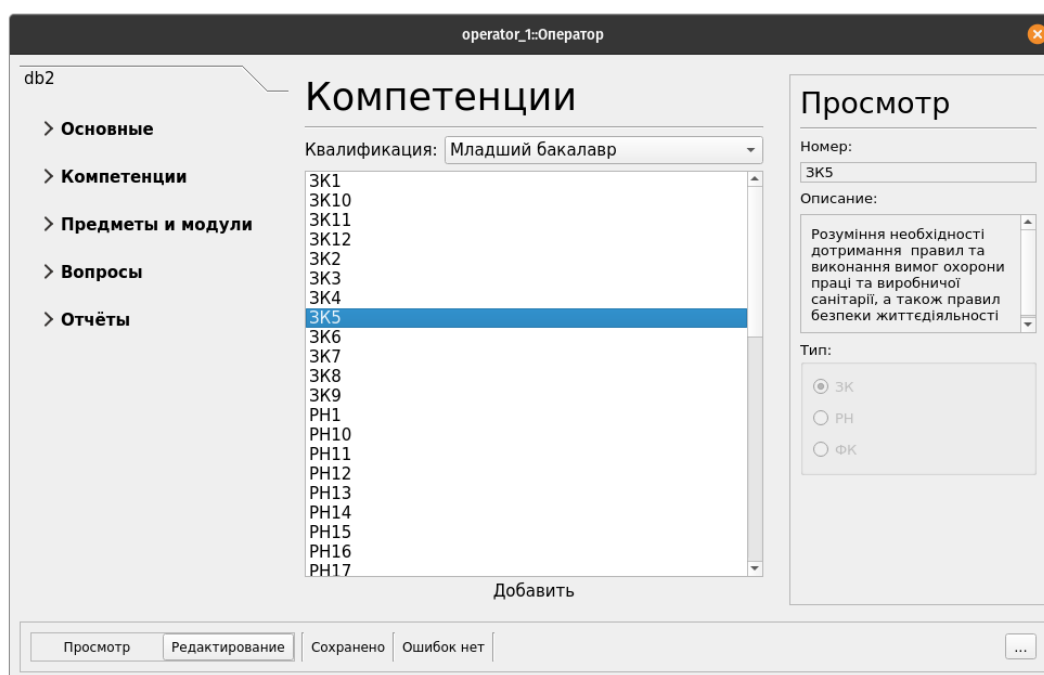 operator_1::Оператор
db2
Основные
Компетенции
Предметы и модули
Вопросы
Отчёты
Компетенции
Квалификация: Младший бакалавр
ЗК1
ЗК10
ЗК11
ЗК12
ЗК2
ЗК3
ЗК4
ЗК5
ЗК6
ЗК7
ЗК8
ЗК9
РН1
РН10
РН11
РН12
РН13
РН14
РН15
РН16
РН17
Добавить
Просмотр
Номер:
ЗК5
Описание:
Розуміння необхідності
дотримання правил та
виконання вимог охорони
праці та виробничої
санітарії, а також правил
безпеки життєдіяльності
Тип:
ЗК
РН
ФК
Просмотр Редактирование Сохранено Ошибок нет ...